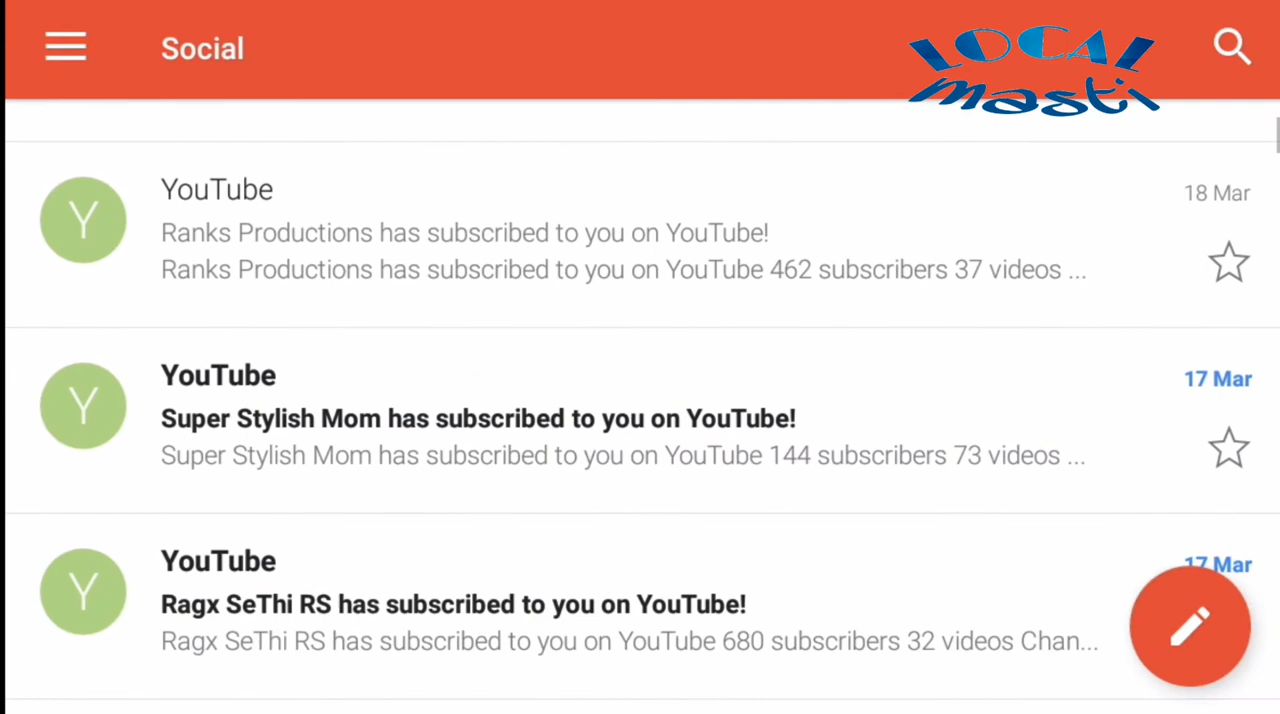 Social
LOCAL
masti
Y
YouTube
18 Mar
Ranks Productions has subscribed to you on YouTube!
Ranks Productions has subscribed to you on YouTube 462 subscribers 37 videos ...
Y
YouTube
17 Mar
Super Stylish Mom has subscribed to you on YouTube!
Super Stylish Mom has subscribed to you on YouTube 144 subscribers 73 videos ...
Y
YouTube
17 Mar
Ragx SeThi RS has subscribed to you on YouTube!
Ragx SeThi RS has subscribed to you on YouTube 680 subscribers 32 videos Chan...